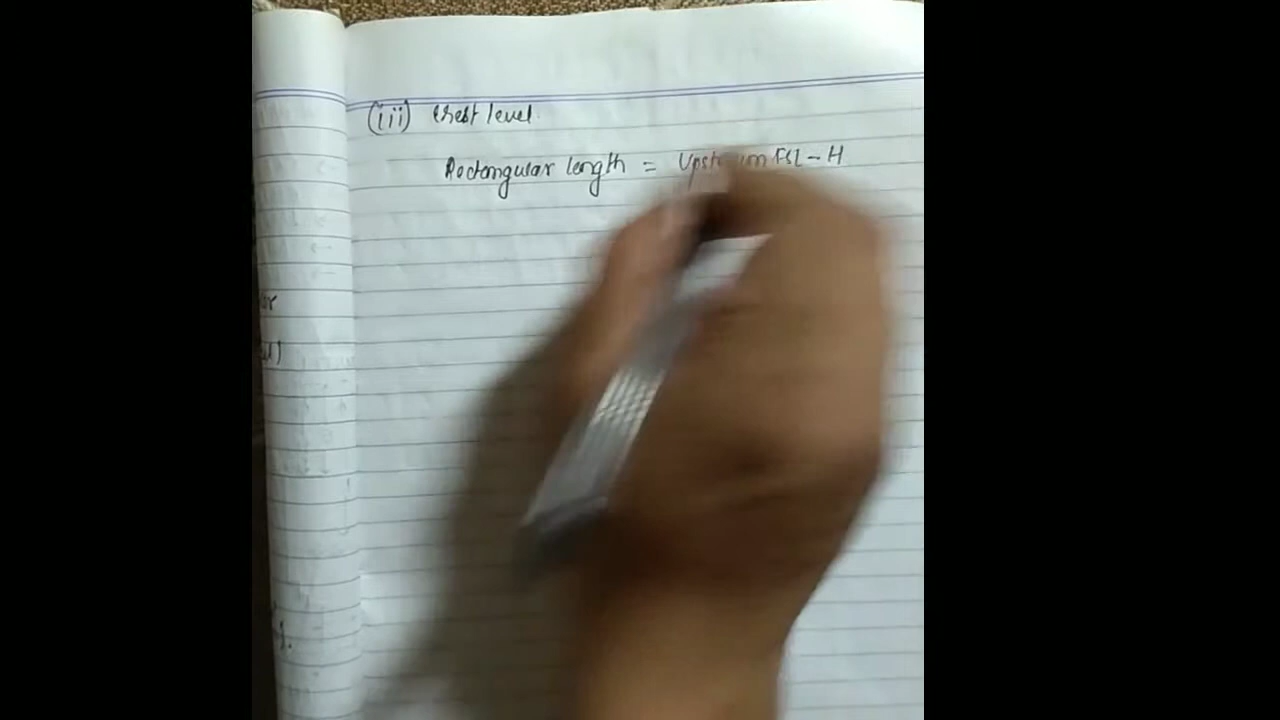 (iii) Crest level.
Rectangular length = Upstream FSL - H